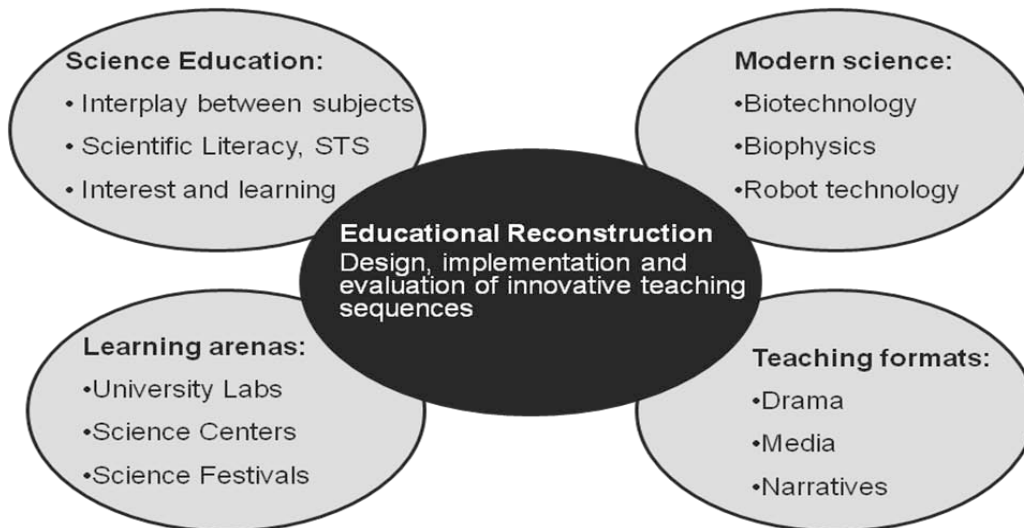 Science Education:
• Interplay between subjects
• Scientific Literacy, STS
• Interest and learning
Modern science:
•Biotechnology
•Biophysics
•Robot technology
Educational Reconstruction
Design, implementation and
evaluation of innovative teaching
sequences
Learning arenas:
•University Labs
•Science Centers
•Science Festivals
Teaching formats:
•Drama
•Media
•Narratives